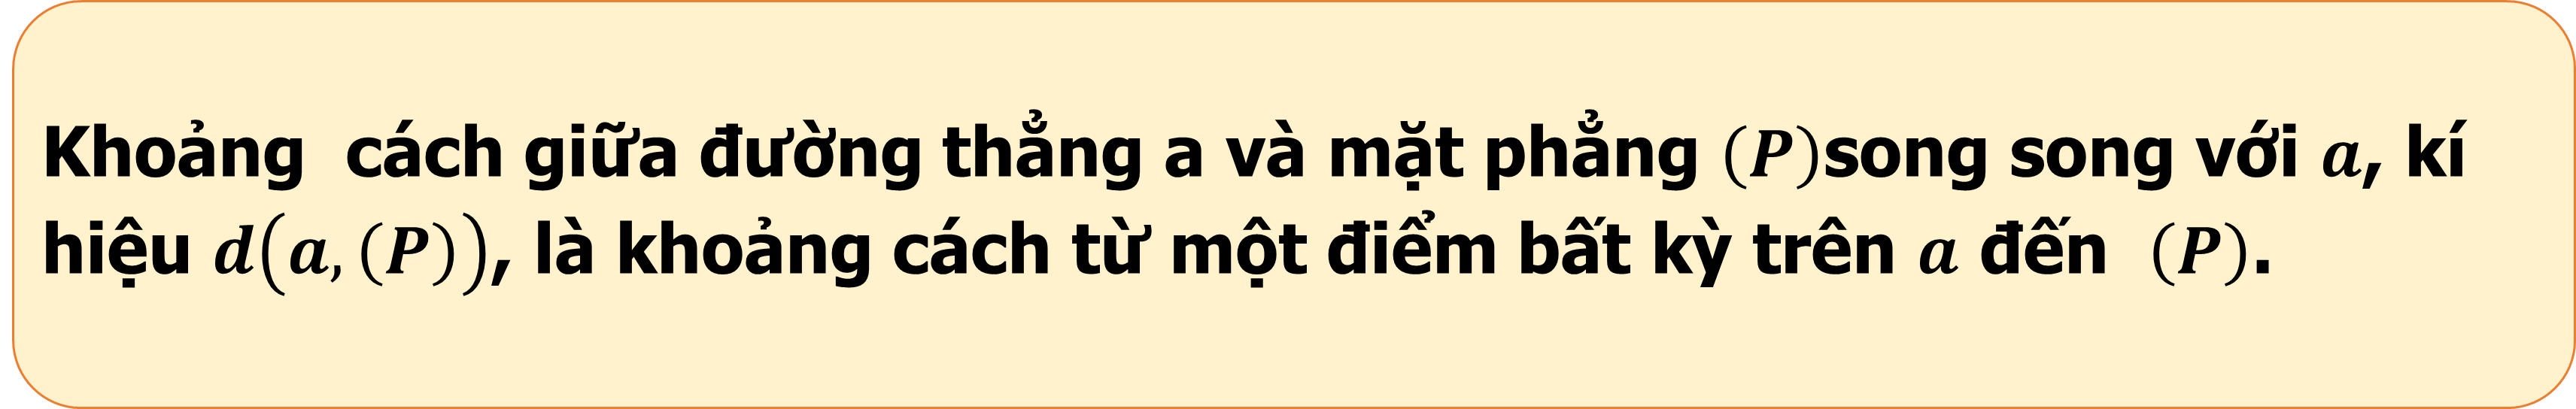 Khoảng cách giữa đường thẳng a và mặt phẳng (P)song song với a, kí
hiệu d(a, (P)), là khoảng cách từ một điểm bất kỳ trên a đến (P).